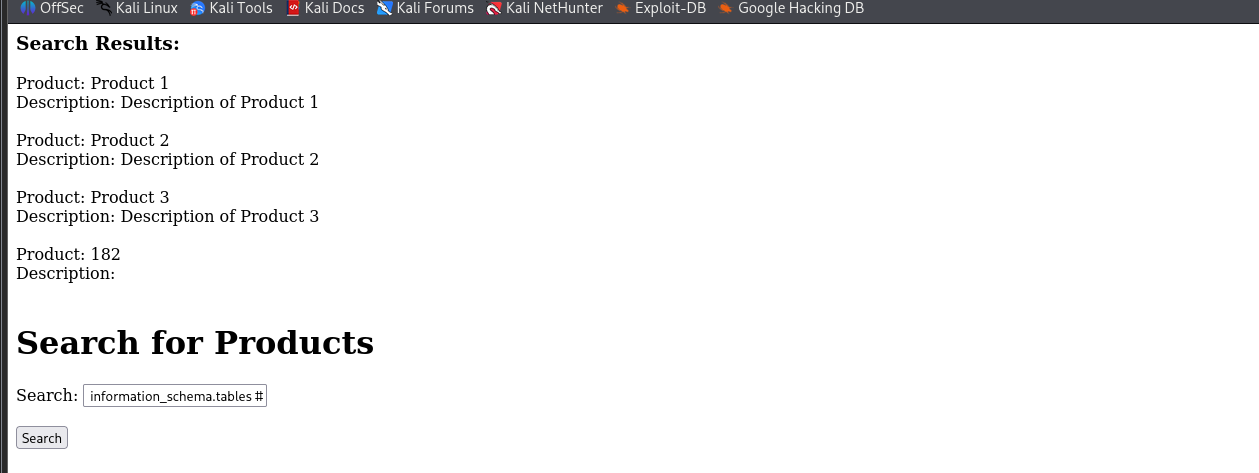 OffSec Kali Linux Kali Tools Kali Docs Kali Forums Kali NetHunter Exploit-DB Google Hacking DB
Search Results:
Product: Product 1
Description: Description of Product 1
Product: Product 2
Description: Description of Product 2
Product: Product 3
Description: Description of Product 3
Product: 182
Description:
Search for Products
Search: information_schema.tables #
Search